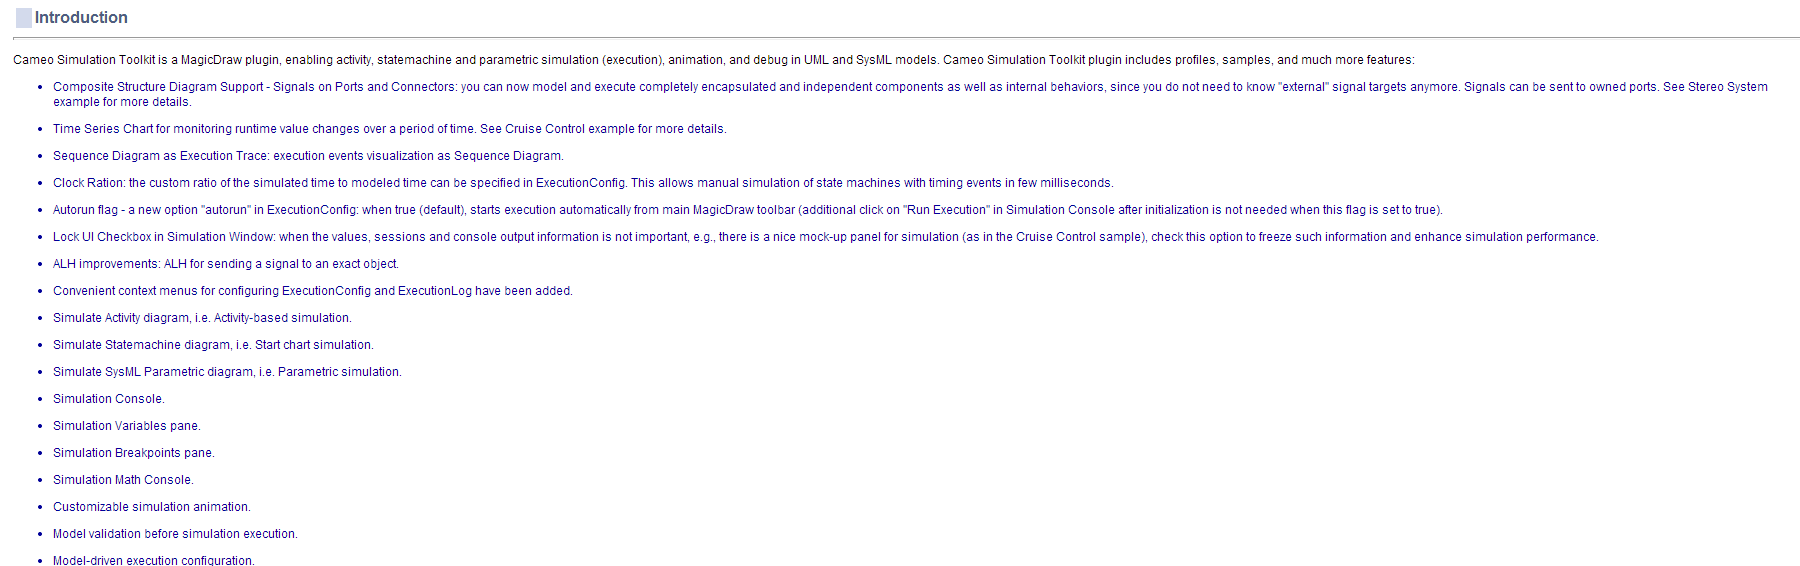 Introduction
Cameo Simulation Toolkit is a MagicDraw plugin, enabling activity, statemachine and parametric simulation (execution), animation, and debug in UML and SysML models. Cameo Simulation Toolkit plugin includes profiles, samples, and much more features:
• Composite Structure Diagram Support - Signals on Ports and Connectors: you can now model and execute completely encapsulated and independent components as well as internal behaviors, since you do not need to know "external" signal targets anymore. Signals can be sent to owned ports. See Stereo System
example for more details.
• Time Series Chart for monitoring runtime value changes over a period of time. See Cruise Control example for more details.
• Sequence Diagram as Execution Trace: execution events visualization as Sequence Diagram.
• Clock Ration: the custom ratio of the simulated time to modeled time can be specified in ExecutionConfig. This allows manual simulation of state machines with timing events in few milliseconds.
• Autorun flag - a new option "autorun" in ExecutionConfig: when true (default), starts execution automatically from main MagicDraw toolbar (additional click on "Run Execution" in Simulation Console after initialization is not needed when this flag is set to true).
• Lock UI Checkbox in Simulation Window: when the values, sessions and console output information is not important, e.g., there is a nice mock-up panel for simulation (as in the Cruise Control sample), check this option to freeze such information and enhance simulation performance.
• ALH improvements: ALH for sending a signal to an exact object.
• Convenient context menus for configuring ExecutionConfig and ExecutionLog have been added.
• Simulate Activity diagram, i.e. Activity-based simulation.
• Simulate Statemachine diagram, i.e. Start chart simulation.
• Simulate SysML Parametric diagram, i.e. Parametric simulation.
• Simulation Console.
• Simulation Variables pane.
• Simulation Breakpoints pane.
• Simulation Math Console.
• Customizable simulation animation.
• Model validation before simulation execution.
• Model-driven execution configuration.